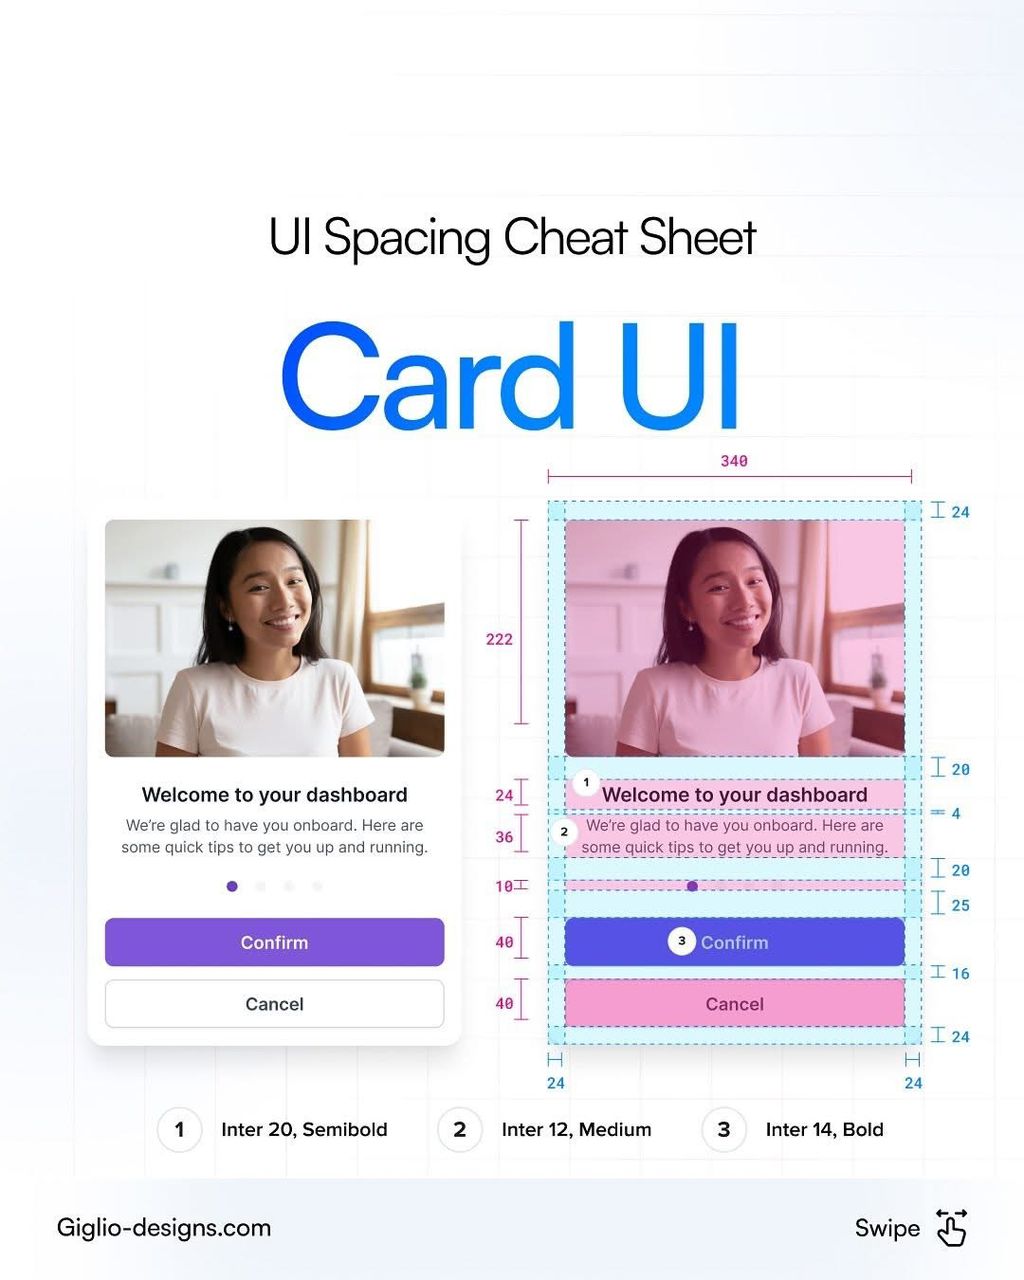 UI Spacing Cheat Sheet
Card UI
340
24
222
20
1
Welcome to your dashboard
Welcome to your dashboard
24
4
2
We're glad to have you onboard. Here are
some quick tips to get you up and running.
We're glad to have you onboard. Here are
some quick tips to get you up and running.
36
20
10
25
Confirm
40
3
Confirm
16
Cancel
40
Cancel
24
24
24
1 Inter 20, Semibold
2 Inter 12, Medium
3 Inter 14, Bold
Giglio-designs.com
Swipe